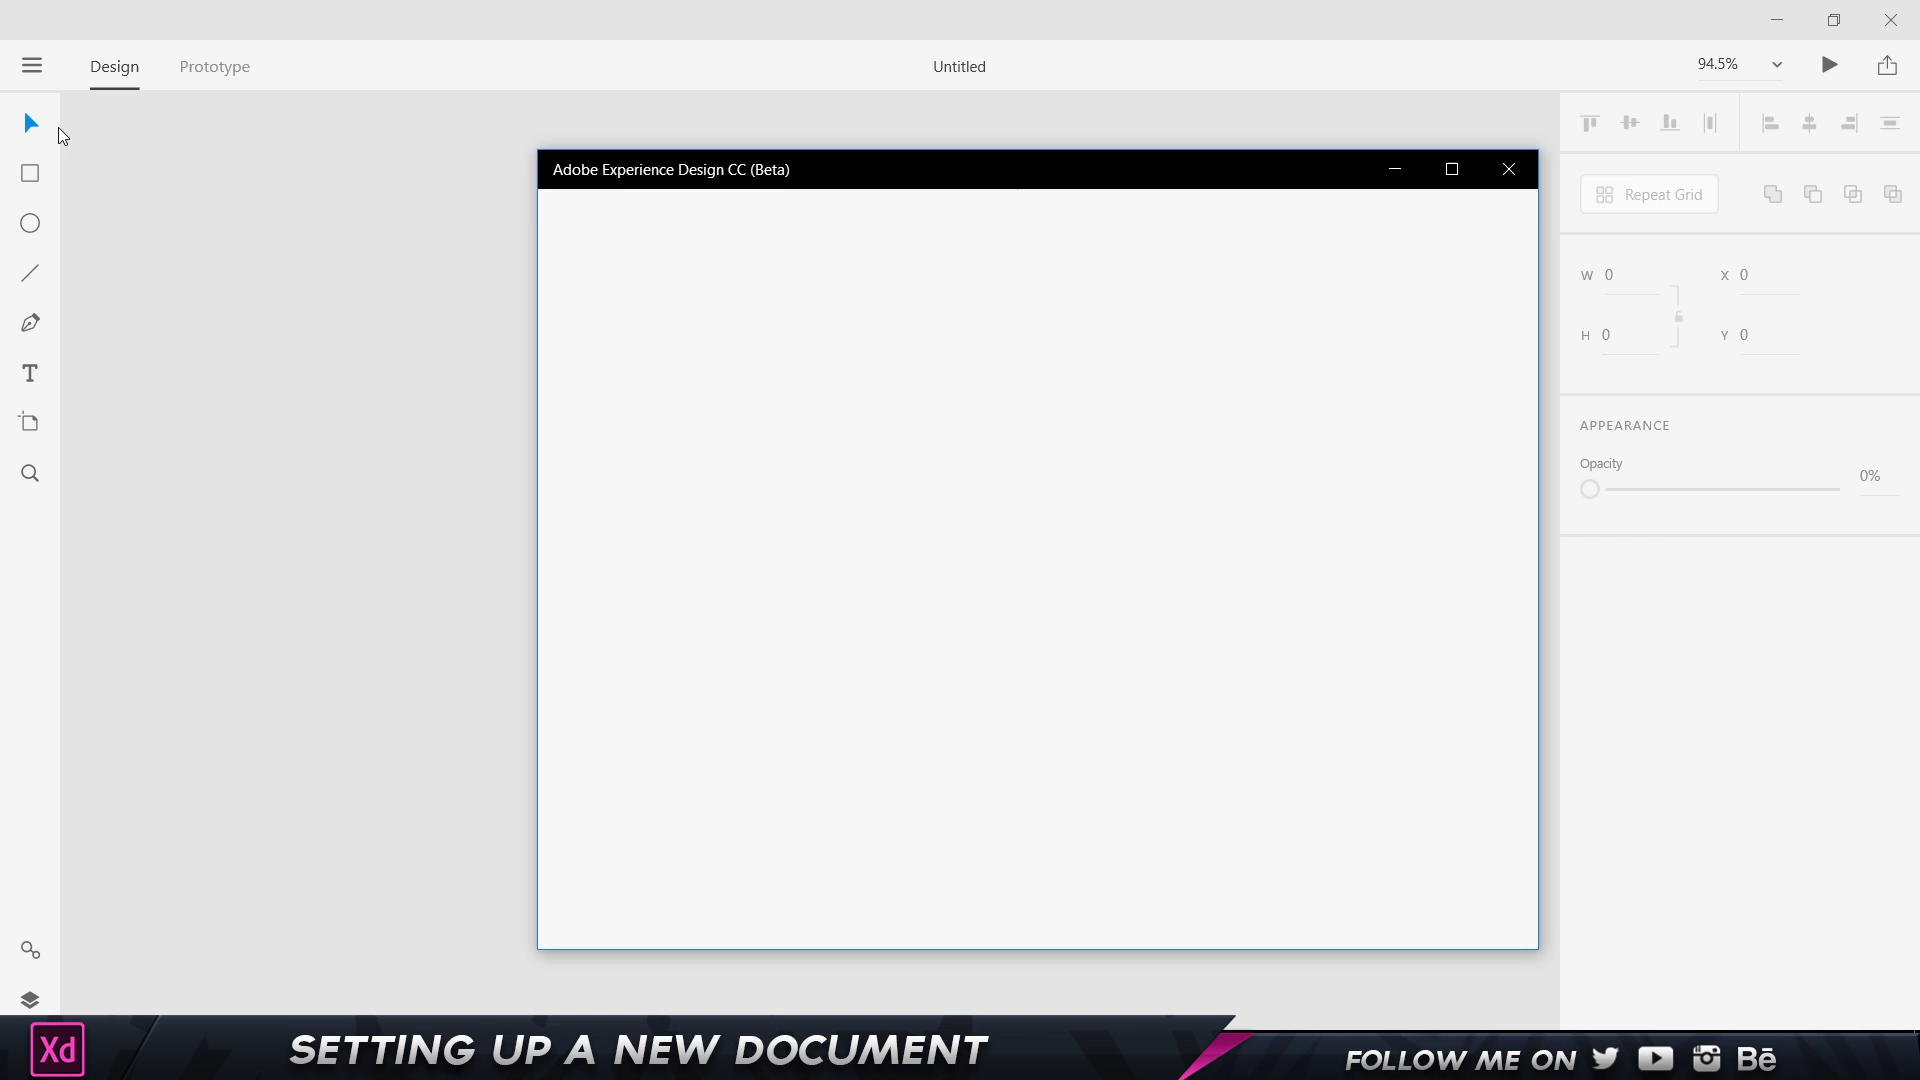 Design
Prototype
Untitled
94.5%
Adobe Experience Design CC (Beta)
Repeat Grid
W 0
X 0
H 0
Y 0
APPEARANCE
Opacity
0%
Xd
SETTING UP A NEW DOCUMENT
FOLLOW ME ON
Bē